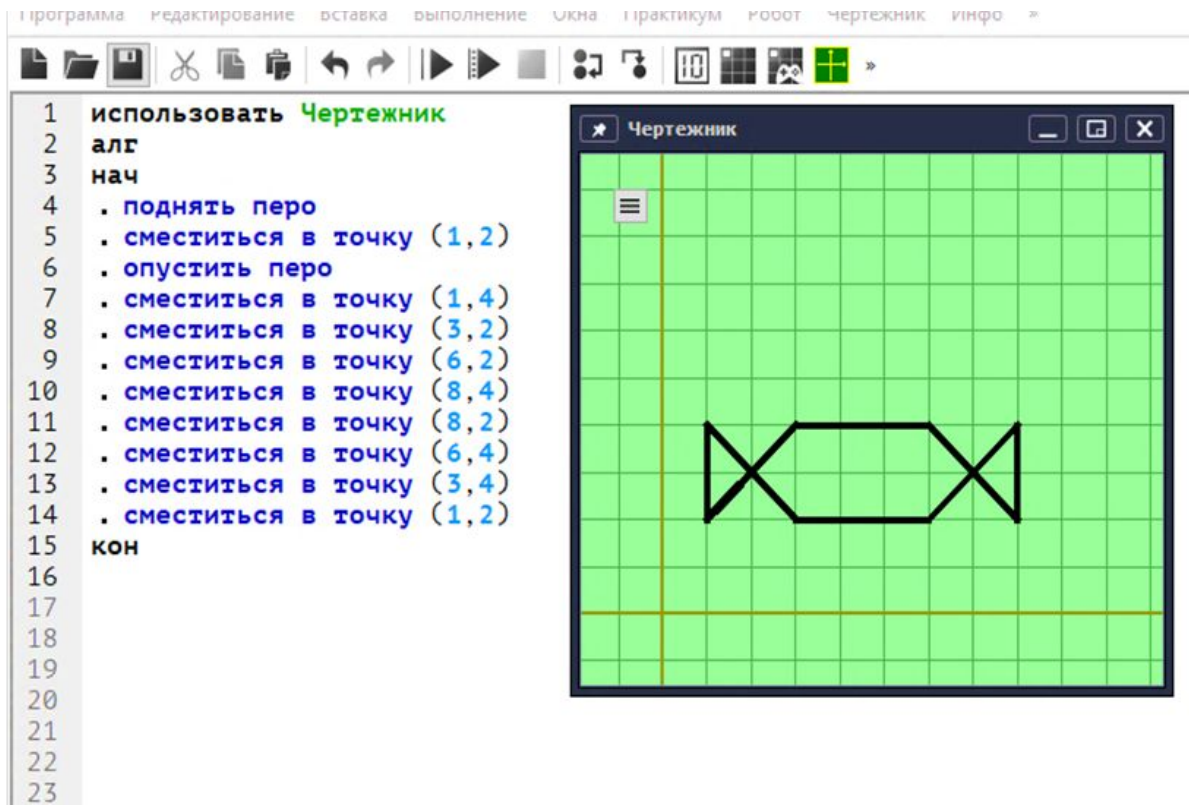 Программа Редактирование Вставка Выполнение Окна Практикум Робот Чертежник Инфо »
»
1 использовать Чертежник
2 алг
3 нач
4 . поднять перо
5 . сместиться в точку (1,2)
6 . опустить перо
7 . сместиться в точку (1,4)
8 . сместиться в точку (3,2)
9 . сместиться в точку (6,2)
10 . сместиться в точку (8,4)
11 . сместиться в точку (8,2)
12 . сместиться в точку (6,4)
13 . сместиться в точку (3,4)
14 . сместиться в точку (1,2)
15 кон
16
17
18
19
20
21
22
23
Чертежник